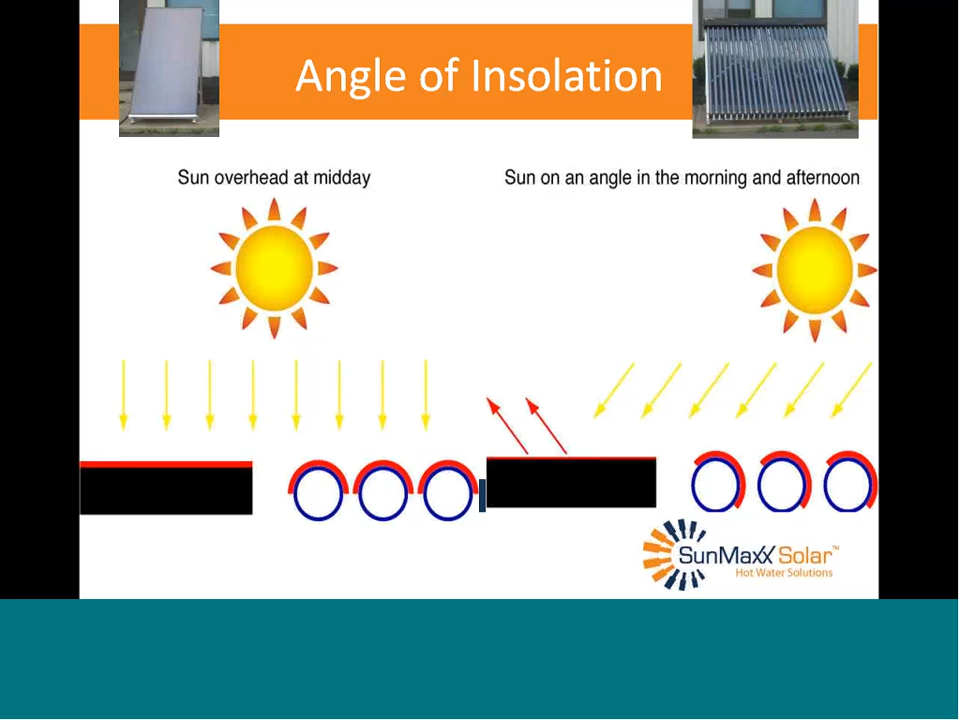 Angle of Insolation
Sun overhead at midday
Sun on an angle in the morning and afternoon
SunMaxx Solar™
Hot Water Solutions